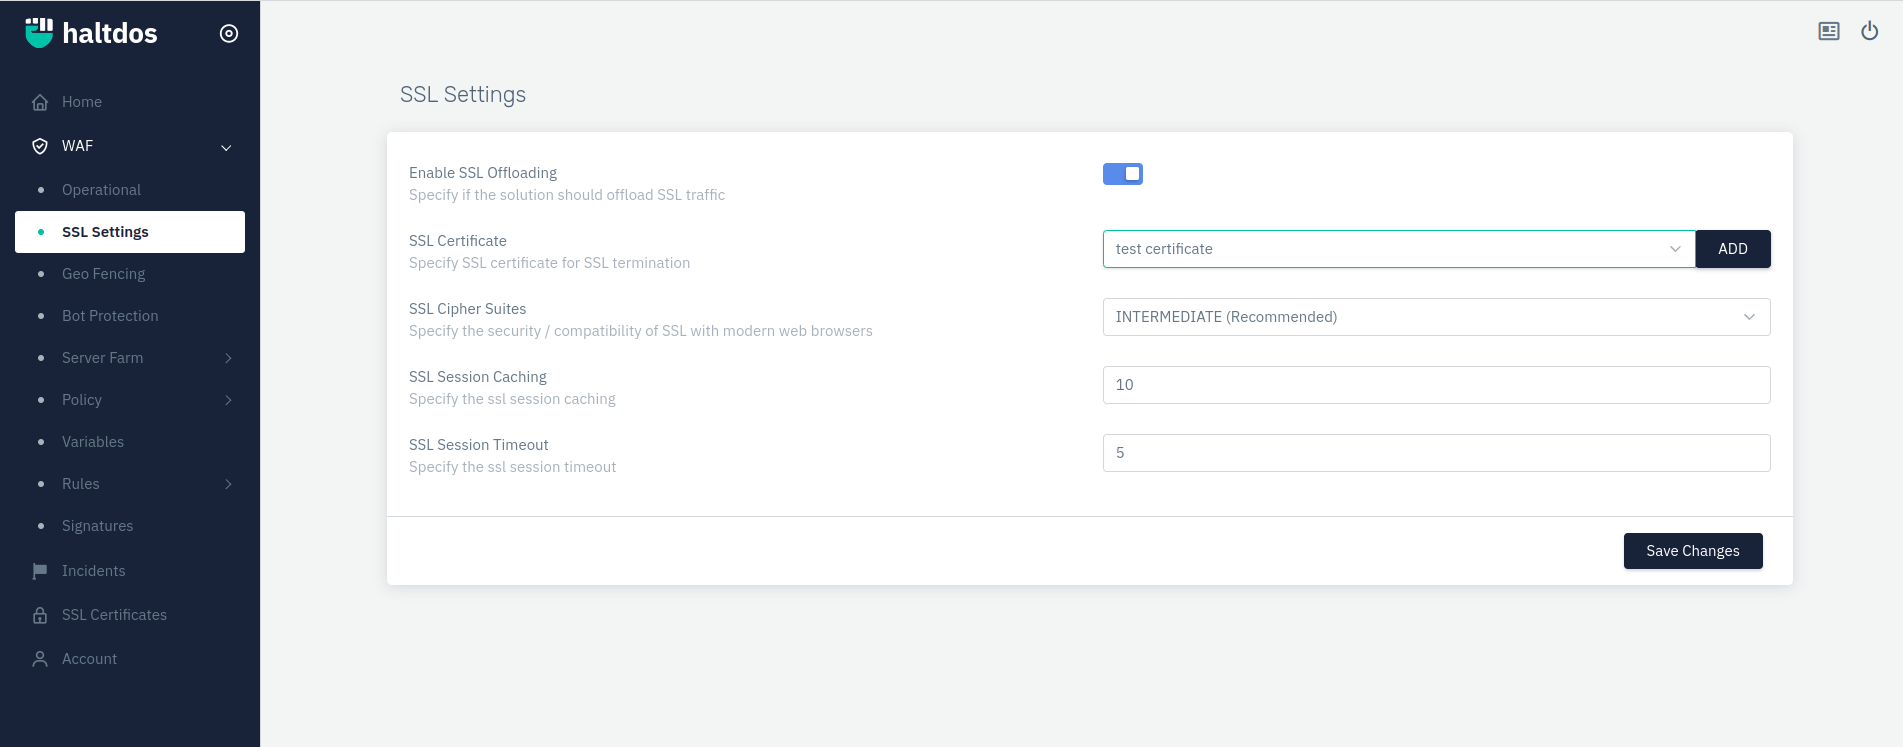 haltdos
Home
WAF
Operational
SSL Settings
Geo Fencing
Bot Protection
Server Farm
Policy
Variables
Rules
Signatures
Incidents
SSL Certificates
Account
SSL Settings
Enable SSL Offloading
Specify if the solution should offload SSL traffic
SSL Certificate
Specify SSL certificate for SSL termination
test certificate
ADD
SSL Cipher Suites
Specify the security / compatibility of SSL with modern web browsers
INTERMEDIATE (Recommended)
SSL Session Caching
Specify the ssl session caching
10
SSL Session Timeout
Specify the ssl session timeout
5
Save Changes